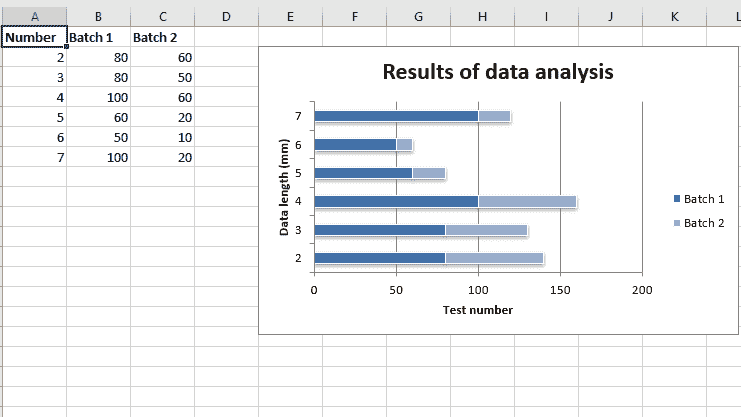 A B C D E F G H I J K L
Number Batch 1 Batch 2
2 80 60
3 80 50
4 100 60
5 60 20
6 50 10
7 100 20
Results of data analysis
Data length (mm)
7
6
5
4
3
2
0 50 100 150 200
Test number
Batch 1
Batch 2